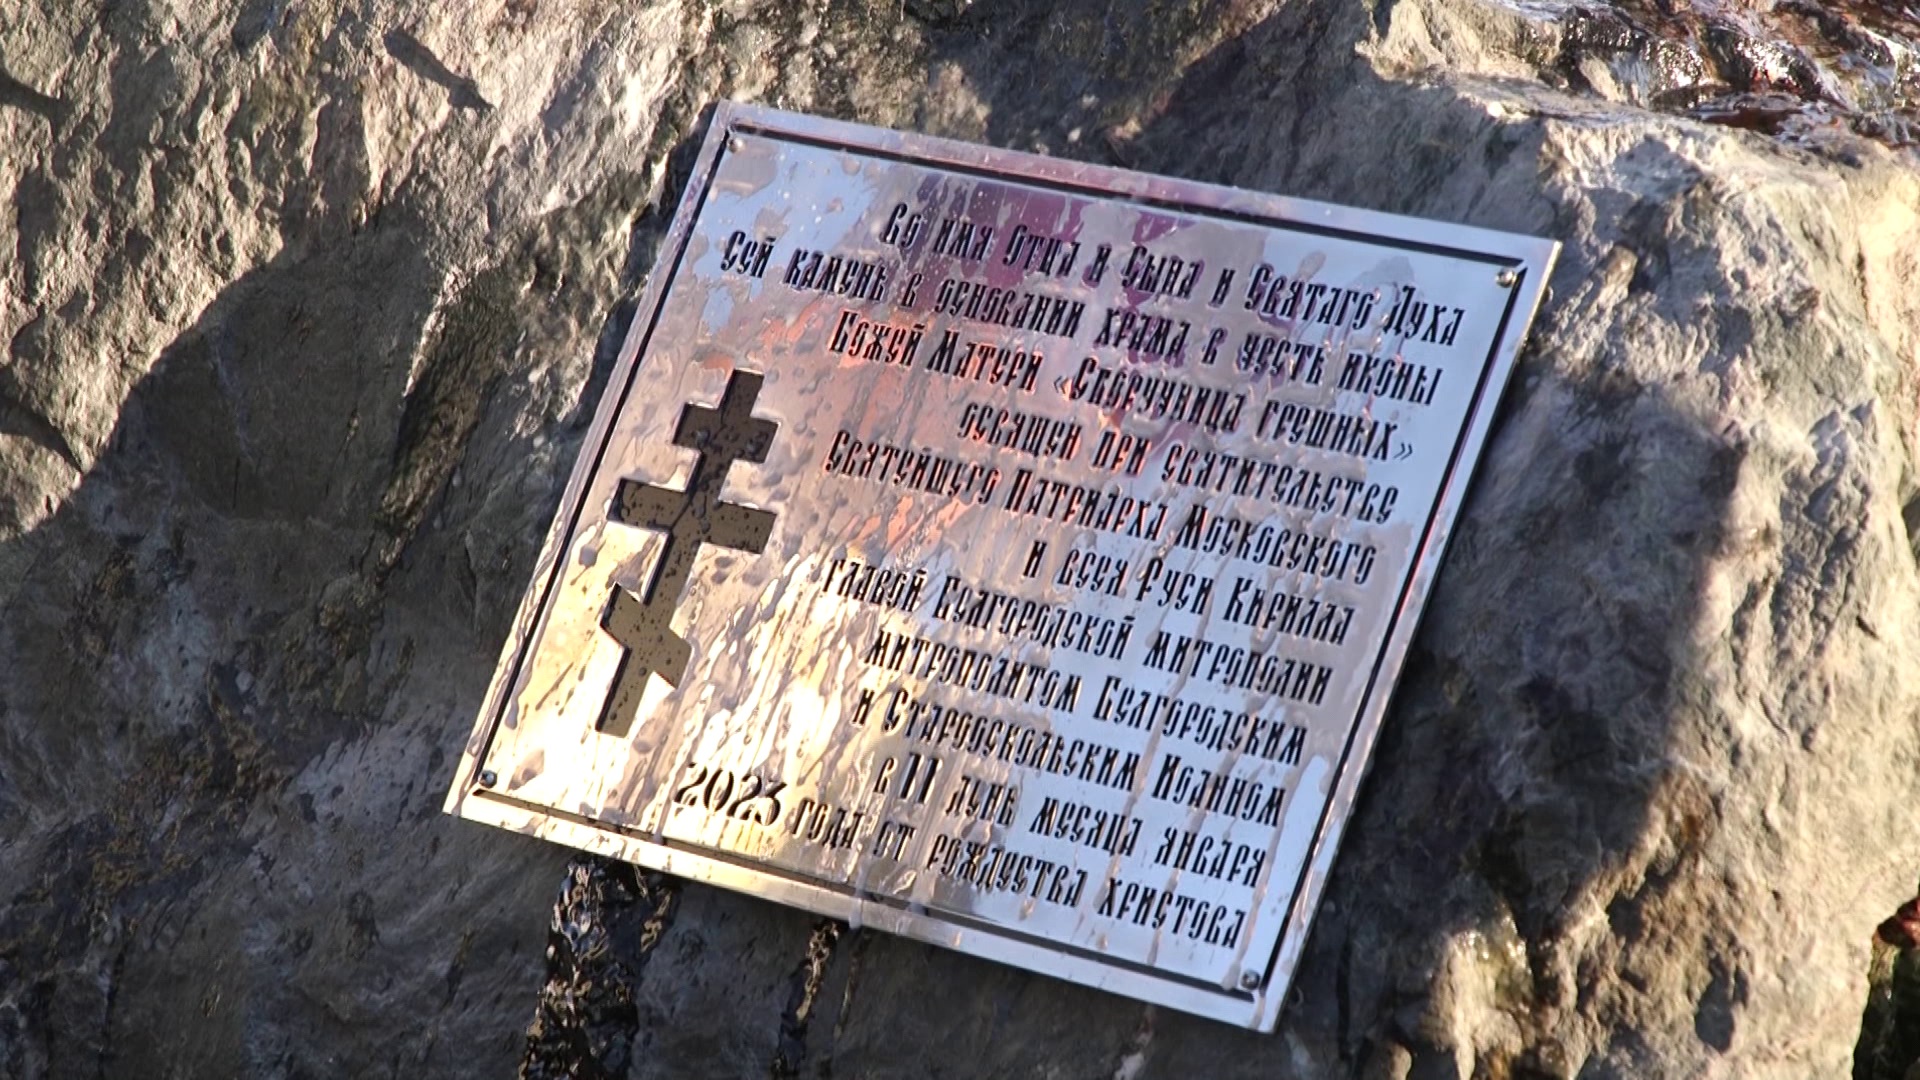 Во имя Отца и Сына и Святаго Духа
Сей камень в основании храма в честь иконы
Божей Матери «Споручница грешных»
освящен при святительстве
Святейшего Патриарха Московского
и всея Руси Кирилла
главой Белгородской митрополии
митрополитом Белгородским
и Старооскольским Иоанном
в 11 день месяца января
2023 года от рождества христова